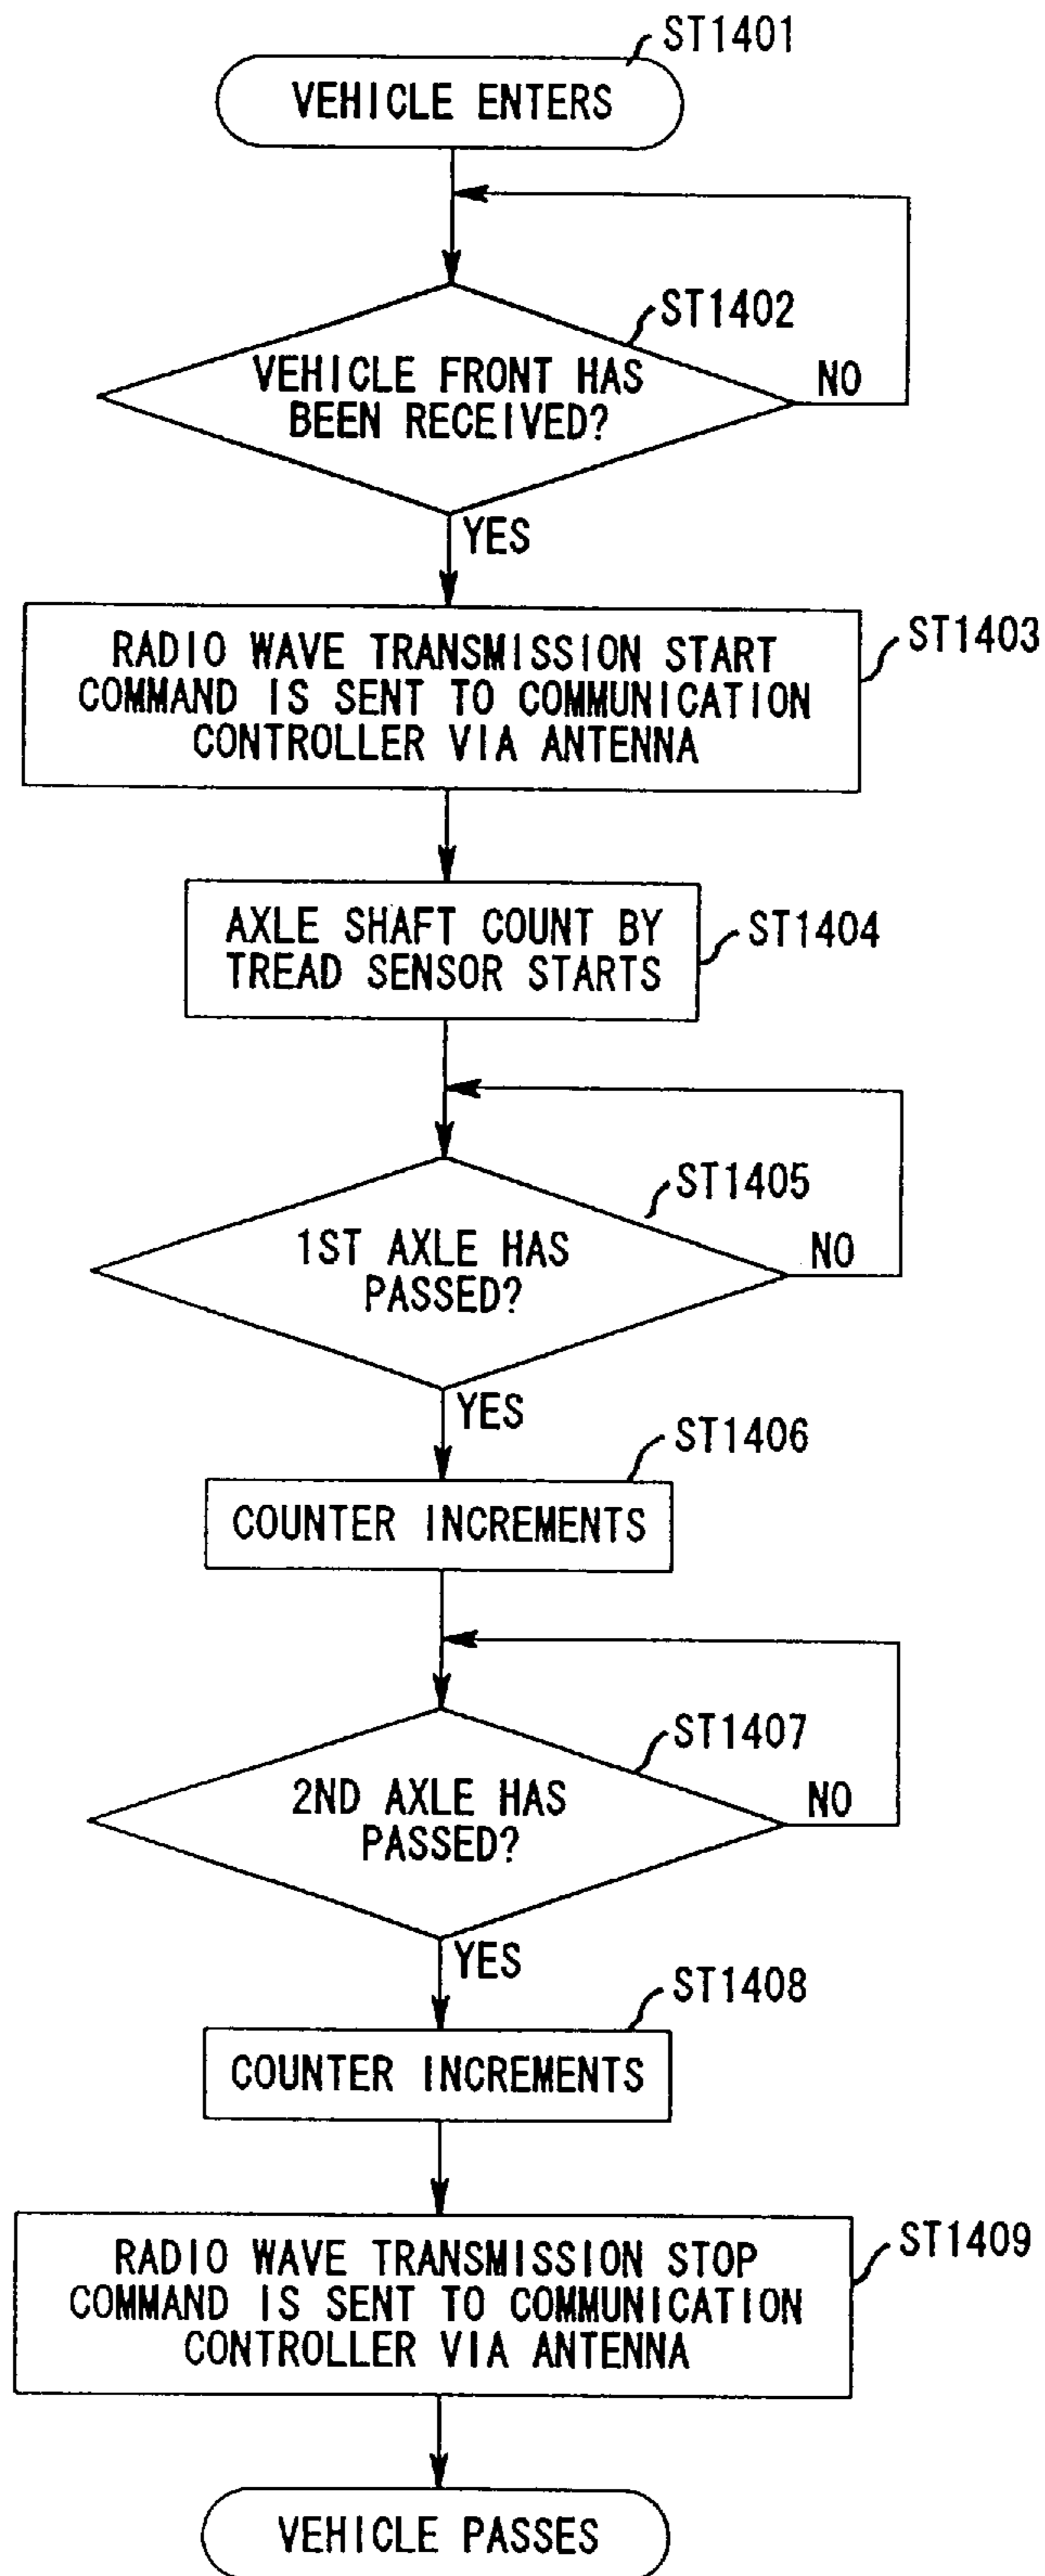 ST1401
VEHICLE ENTERS
ST1402
VEHICLE FRONT HAS
BEEN RECEIVED?
NO
YES
ST1403
RADIO WAVE TRANSMISSION START
COMMAND IS SENT TO COMMUNICATION
CONTROLLER VIA ANTENNA
ST1404
AXLE SHAFT COUNT BY
TREAD SENSOR STARTS
ST1405
1ST AXLE HAS
PASSED?
NO
YES
ST1406
COUNTER INCREMENTS
ST1407
2ND AXLE HAS
PASSED?
NO
YES
ST1408
COUNTER INCREMENTS
ST1409
RADIO WAVE TRANSMISSION STOP
COMMAND IS SENT TO COMMUNICATION
CONTROLLER VIA ANTENNA
VEHICLE PASSES